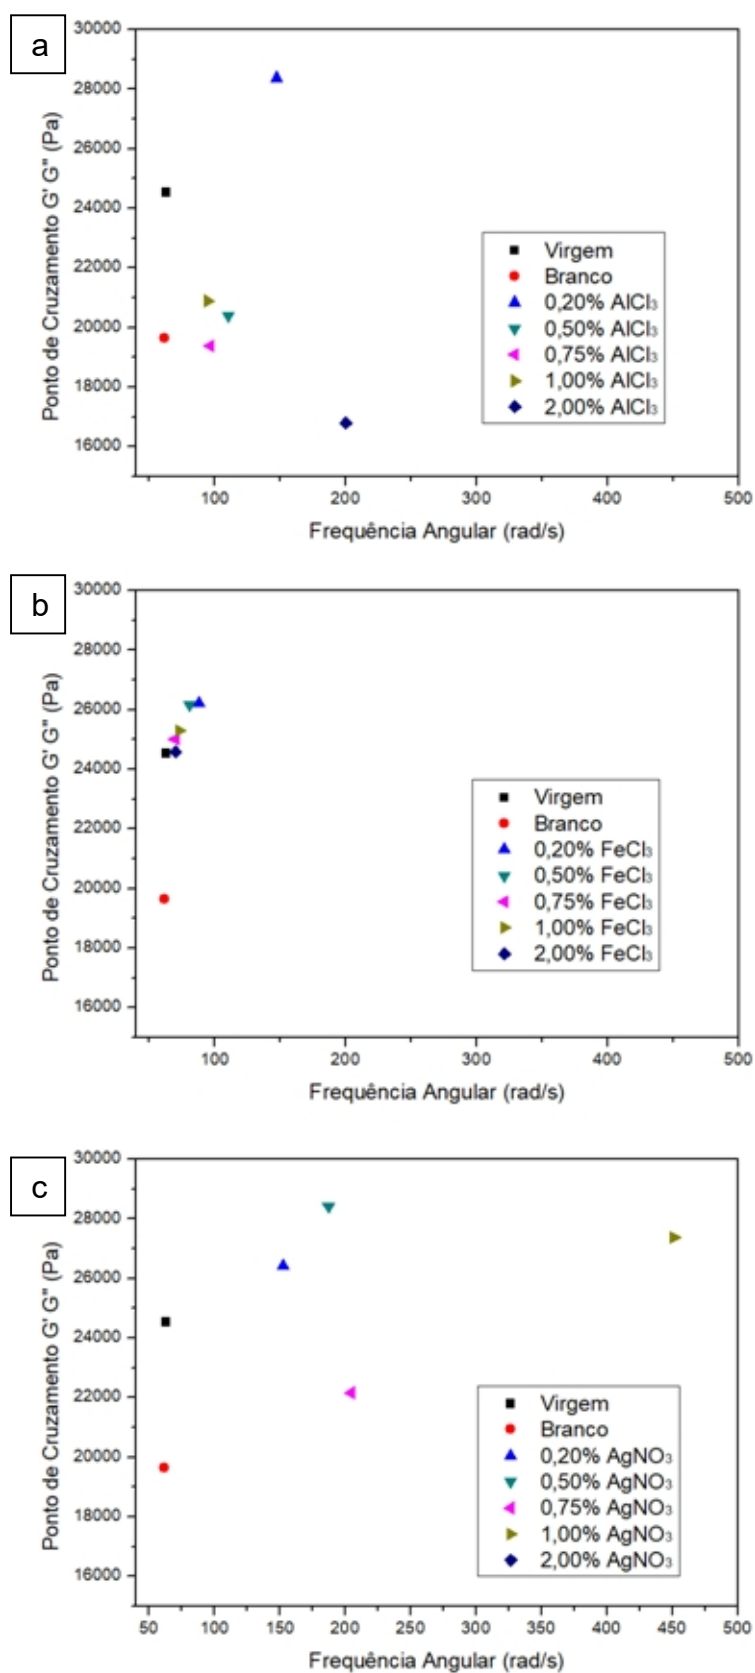 a
30000
28000
26000
24000
22000
20000
18000
16000
Ponto de Cruzamento G' G" (Pa)
Virgem
Branco
0,20% AlCl₃
0,50% AlCl₃
0,75% AlCl₃
1,00% AlCl₃
2,00% AlCl₃
100 200 300 400 500
Frequência Angular (rad/s)
b
30000
28000
26000
24000
22000
20000
18000
16000
Ponto de Cruzamento G' G" (Pa)
Virgem
Branco
0,20% FeCl₃
0,50% FeCl₃
0,75% FeCl₃
1,00% FeCl₃
2,00% FeCl₃
100 200 300 400 500
Frequência Angular (rad/s)
c
30000
28000
26000
24000
22000
20000
18000
16000
Ponto de Cruzamento G' G" (Pa)
Virgem
Branco
0,20% AgNO₃
0,50% AgNO₃
0,75% AgNO₃
1,00% AgNO₃
2,00% AgNO₃
50 100 150 200 250 300 350 400 450 500
Frequência Angular (rad/s)